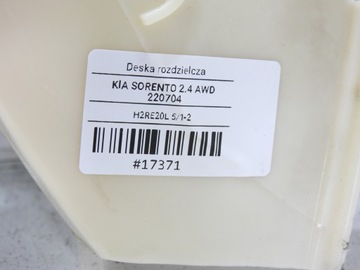 Deska rozdzielcza
KIA SORENTO 2.4 AWD
220704
H2RE20L 5/1-2
#17371